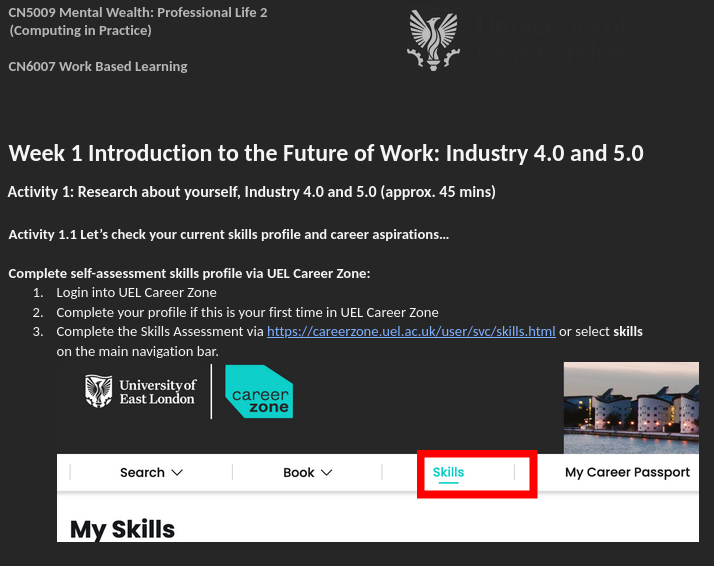 CN5009 Mental Wealth: Professional Life 2
(Computing in Practice)
CN6007 Work Based Learning
University of
East London
Week 1 Introduction to the Future of Work: Industry 4.0 and 5.0
Activity 1: Research about yourself, Industry 4.0 and 5.0 (approx. 45 mins)
Activity 1.1 Let’s check your current skills profile and career aspirations…
Complete self-assessment skills profile via UEL Career Zone:
1. Login into UEL Career Zone
2. Complete your profile if this is your first time in UEL Career Zone
3. Complete the Skills Assessment via https://careerzone.uel.ac.uk/user/svc/skills.html or select skills
on the main navigation bar.
University of
East London
career
zone
Search
Book
Skills
My Career Passport
My Skills